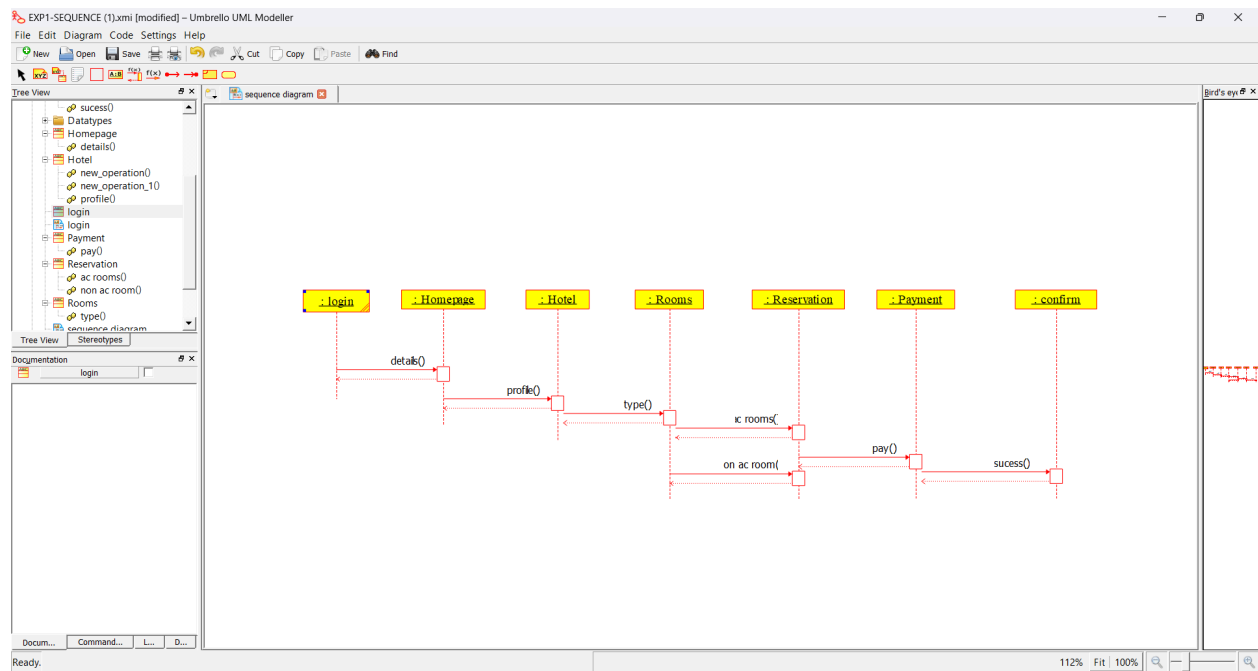 EXP1-SEQUENCE (1).xmi [modified] – Umbrello UML Modeller
File Edit Diagram Code Settings Help
New Open Save Cut Copy Paste Find
XYZ A:B f(x) f(x)
Tree View
sequence diagram
Bird's eye
sucess()
Datatypes
Homepage
details()
Hotel
new_operation()
new_operation_1()
profile()
login
login
Payment
pay()
Reservation
ac rooms()
non ac room()
Rooms
type()
sequence diagram
Tree View Stereotypes
Documentation
login
: login : Homepage : Hotel : Rooms : Reservation : Payment : confirm
details()
profile()
type()
ac rooms(
pay()
on ac room(
sucess()
Docum... Command... L... D...
Ready.
112% Fit 100%